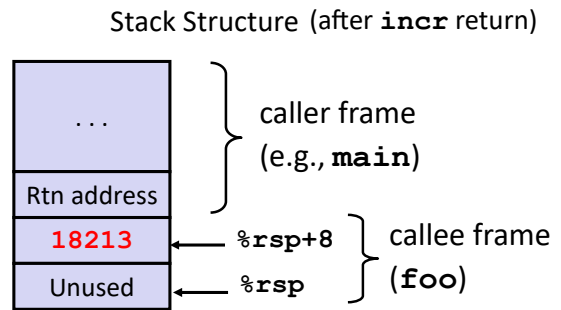 Stack Structure (after incr return)
...
caller frame
(e.g., main)
Rtn address
18213
%rsp+8
callee frame
(foo)
Unused
%rsp